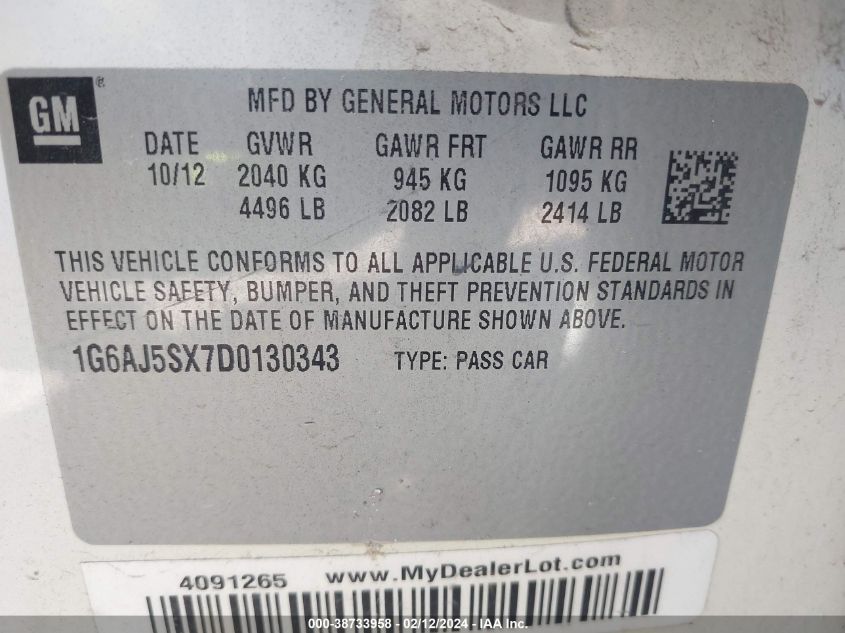 GM®
MFD BY GENERAL MOTORS LLC
DATE GVWR GAWR FRT GAWR RR
10/12 2040 KG 945 KG 1095 KG
4496 LB 2082 LB 2414 LB
THIS VEHICLE CONFORMS TO ALL APPLICABLE U.S. FEDERAL MOTOR
VEHICLE SAFETY, BUMPER, AND THEFT PREVENTION STANDARDS IN
EFFECT ON THE DATE OF MANUFACTURE SHOWN ABOVE.
1G6AJ5SX7D0130343 TYPE: PASS CAR
4091265 www.MyDealerLot.com
000-38733958 - 02/12/2024 - IAA Inc.